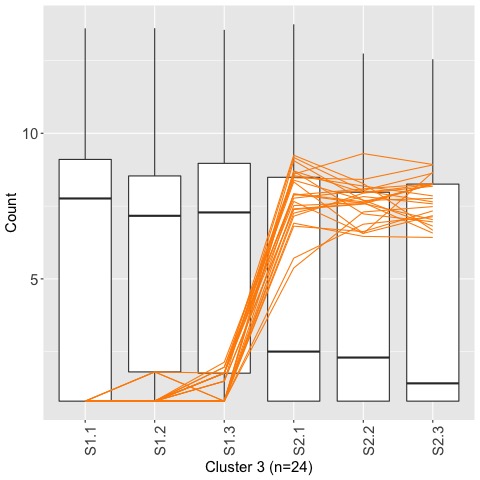 Count
10
5
S1.1
S1.2
S1.3
S2.1
S2.2
S2.3
Cluster 3 (n=24)